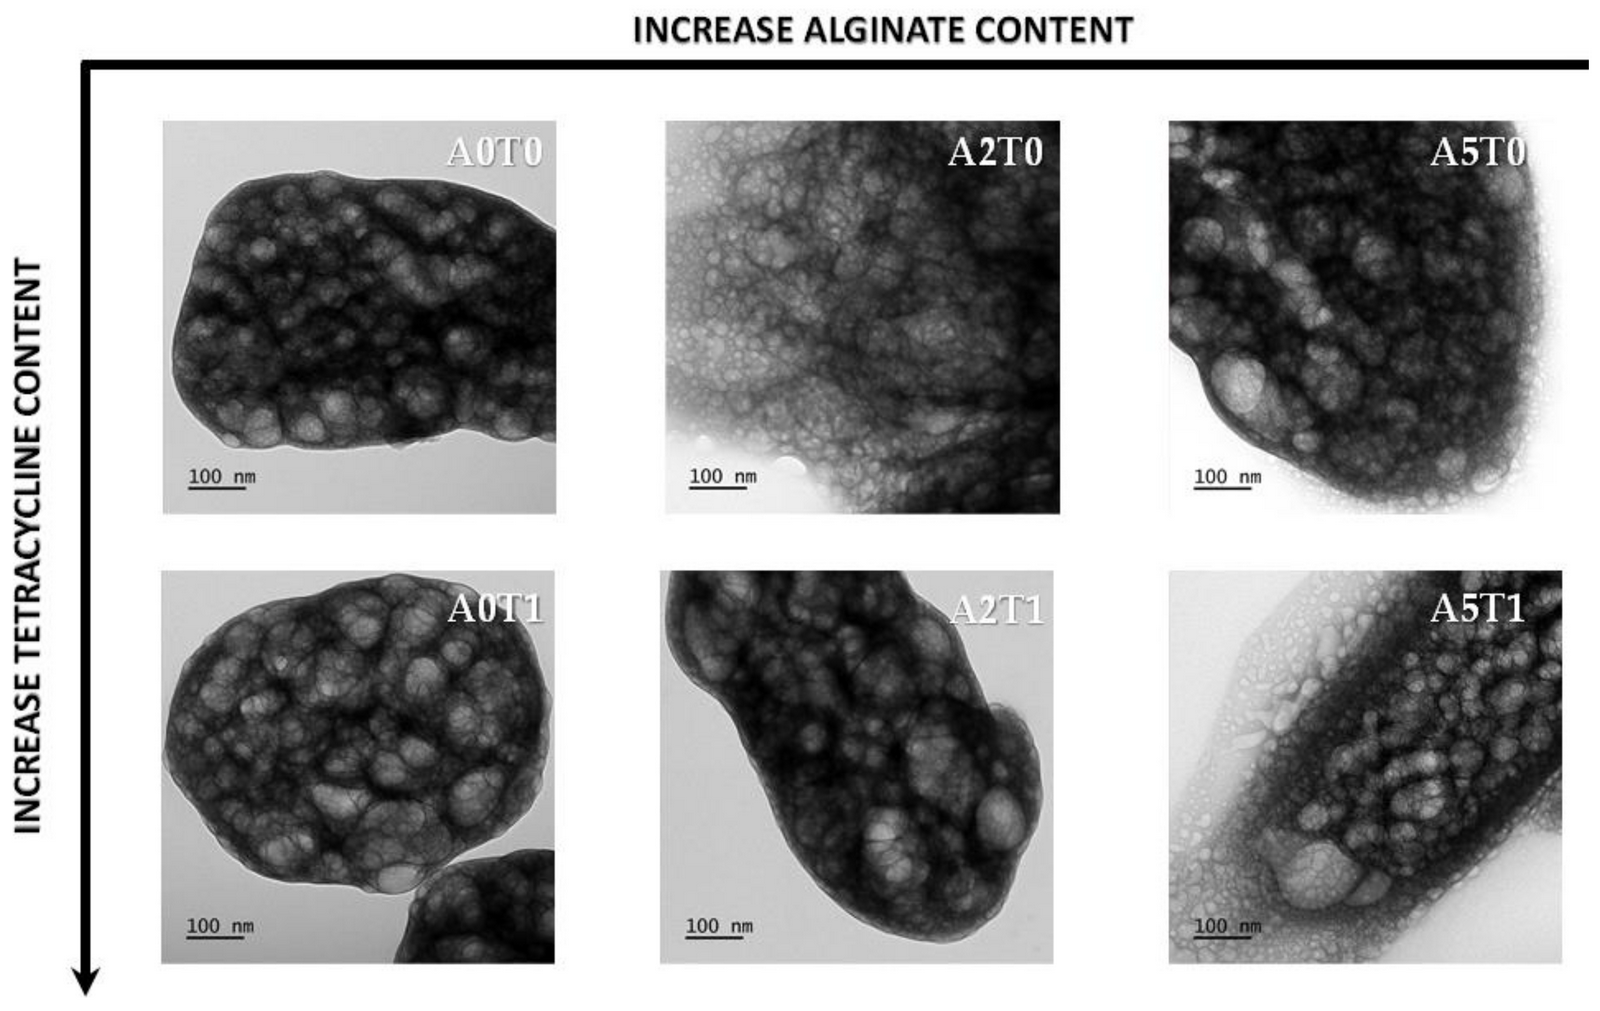 INCREASE ALGINATE CONTENT
INCREASE TETRACYCLINE CONTENT
A0T0
100 nm
A2T0
100 nm
A5T0
100 nm
A0T1
100 nm
A2T1
100 nm
A5T1
100 nm